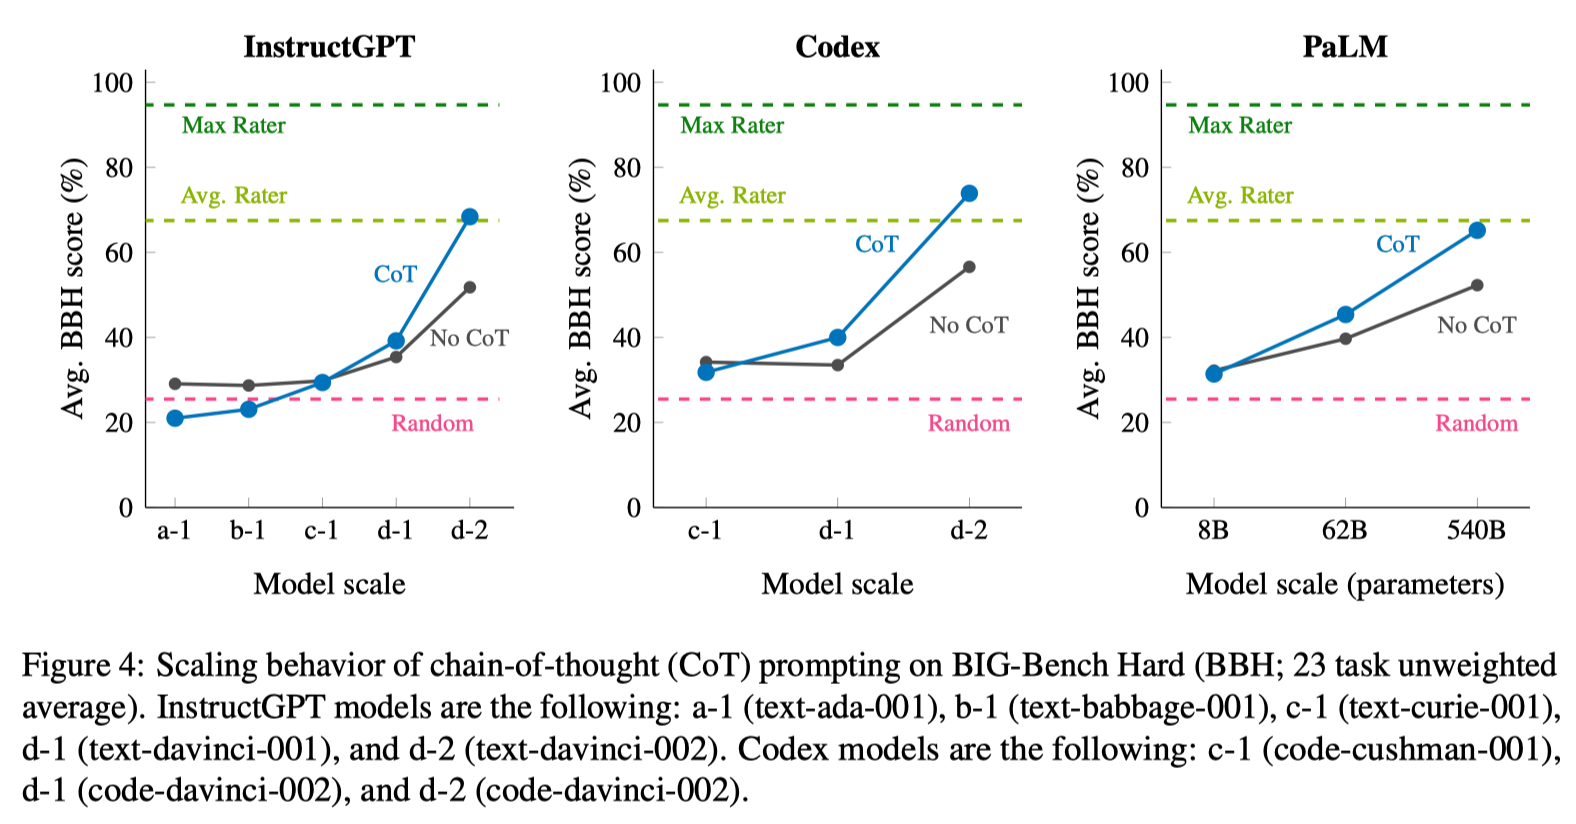 InstructGPT
100
80
60
40
20
0
Avg. BBH score (%)
Max Rater
Avg. Rater
CoT
No CoT
Random
a-1 b-1 c-1 d-1 d-2
Model scale
Codex
100
80
60
40
20
0
Avg. BBH score (%)
Max Rater
Avg. Rater
CoT
No CoT
Random
c-1 d-1 d-2
Model scale
PaLM
100
80
60
40
20
0
Avg. BBH score (%)
Max Rater
Avg. Rater
CoT
No CoT
Random
8B 62B 540B
Model scale (parameters)
Figure 4: Scaling behavior of chain-of-thought (CoT) prompting on BIG-Bench Hard (BBH; 23 task unweighted
average). InstructGPT models are the following: a-1 (text-ada-001), b-1 (text-babbage-001), c-1 (text-curie-001),
d-1 (text-davinci-001), and d-2 (text-davinci-002). Codex models are the following: c-1 (code-cushman-001),
d-1 (code-davinci-002), and d-2 (code-davinci-002).